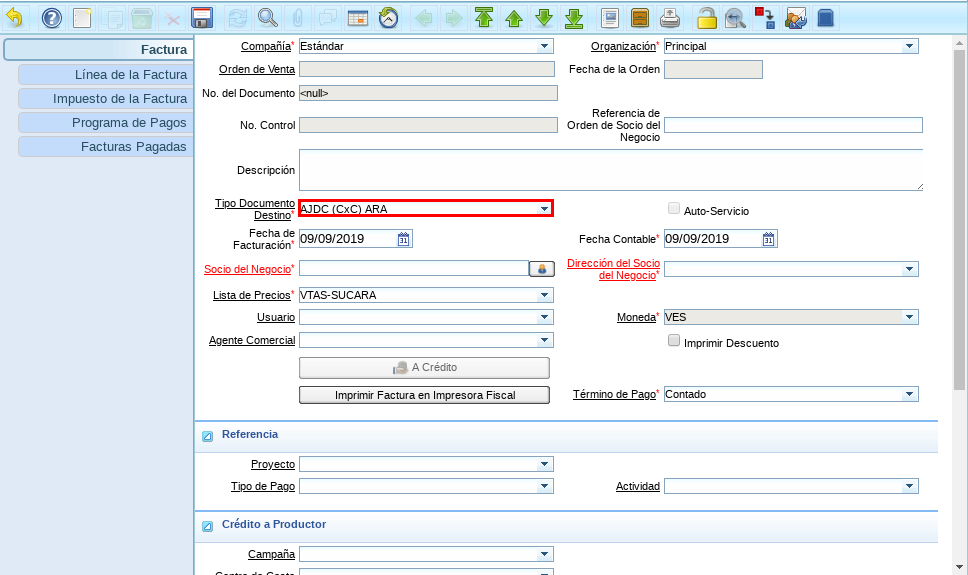 Factura
Línea de la Factura
Impuesto de la Factura
Programa de Pagos
Facturas Pagadas
Compañía* Estándar Organización* Principal
Orden de Venta Fecha de la Orden
No. del Documento <null>
No. Control Referencia de
Orden de Socio del
Negocio
Descripción
Tipo Documento
Destino* AJDC (CxC) ARA Auto-Servicio
Fecha de
Facturación* 09/09/2019 31 Fecha Contable* 09/09/2019 31
Socio del Negocio* Dirección del Socio
del Negocio*
Lista de Precios* VTAS-SUCARA
Usuario Moneda* VES
Agente Comercial Imprimir Descuento
A Crédito
Imprimir Factura en Impresora Fiscal Término de Pago* Contado
Referencia
Proyecto
Tipo de Pago Actividad
Crédito a Productor
Campaña